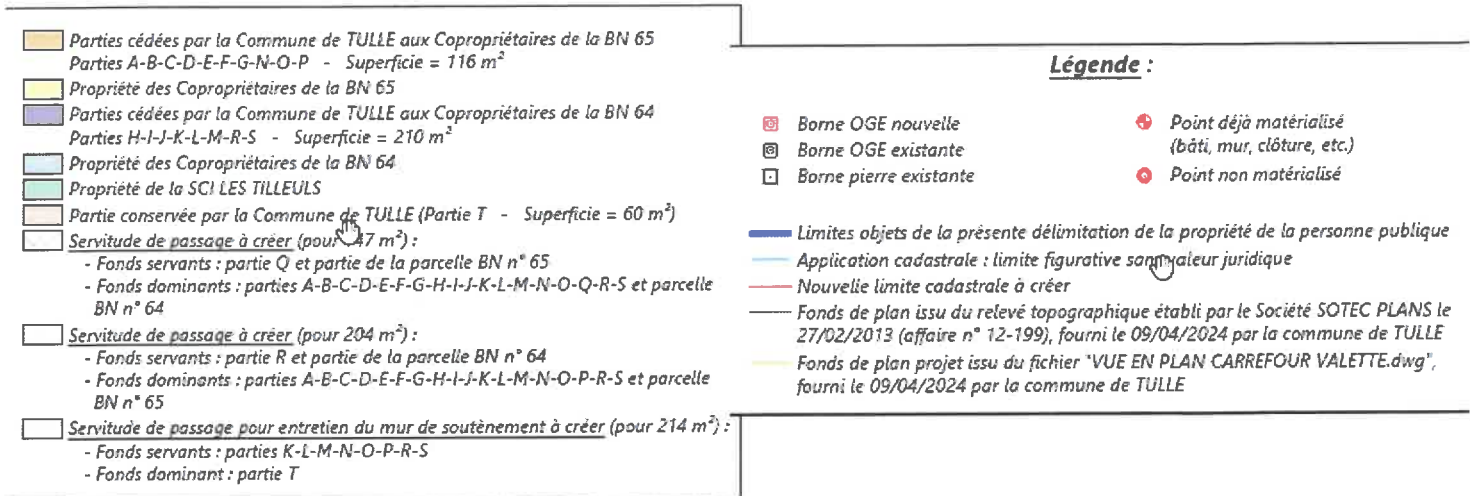 Parties cédées par la Commune de TULLE aux Copropriétaires de la BN 65
Parties A-B-C-D-E-F-G-N-O-P - Superficie = 116 m²
Propriété des Copropriétaires de la BN 65
Parties cédées par la Commune de TULLE aux Copropriétaires de la BN 64
Parties H-I-J-K-L-M-R-S - Superficie = 210 m²
Propriété des Copropriétaires de la BN 64
Propriété de la SCI LES TILLEULS
Partie conservée par la Commune de TULLE (Partie T - Superficie = 60 m²)
Servitude de passage à créer (pour 47 m²) :
- Fonds servants : partie Q et partie de la parcelle BN n° 65
- Fonds dominants : parties A-B-C-D-E-F-G-H-I-J-K-L-M-N-O-Q-R-S et parcelle
BN n° 64
Servitude de passage à créer (pour 204 m²) :
- Fonds servants : partie R et partie de la parcelle BN n° 64
- Fonds dominants : parties A-B-C-D-E-F-G-H-I-J-K-L-M-N-O-P-R-S et parcelle
BN n° 65
Servitude de passage pour entretien du mur de soutènement à créer (pour 214 m²) :
- Fonds servants : parties K-L-M-N-O-P-R-S
- Fonds dominant : partie T
Légende :
Borne OGE nouvelle
Borne OGE existante
Borne pierre existante
Point déjà matérialisé
(bâti, mur, clôture, etc.)
Point non matérialisé
Limites objets de la présente délimitation de la propriété de la personne publique
Application cadastrale : limite figurative sans valeur juridique
Nouvelle limite cadastrale à créer
Fonds de plan issu du relevé topographique établi par le Société SOTEC PLANS le
27/02/2013 (affaire n° 12-199), fourni le 09/04/2024 par la commune de TULLE
Fonds de plan projet issu du fichier "VUE EN PLAN CARREFOUR VALETTE.dwg",
fourni le 09/04/2024 par la commune de TULLE